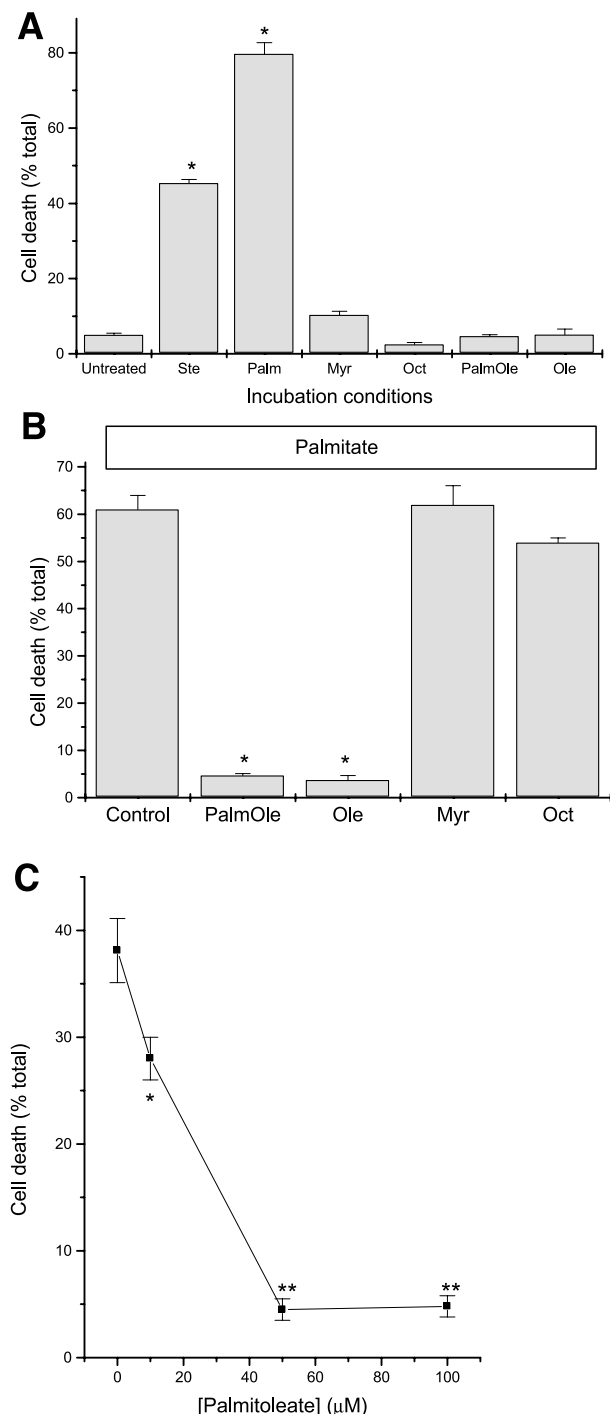 A
Cell death (% total)
80
60
40
20
0
*
*
Untreated Ste Palm Myr Oct PalmOle Ole
Incubation conditions
B
Palmitate
Cell death (% total)
70
60
50
40
30
20
10
0
*
*
Control PalmOle Ole Myr Oct
C
Cell death (% total)
40
30
20
10
0
*
**
**
0 20 40 60 80 100
[Palmitoleate] (μM)